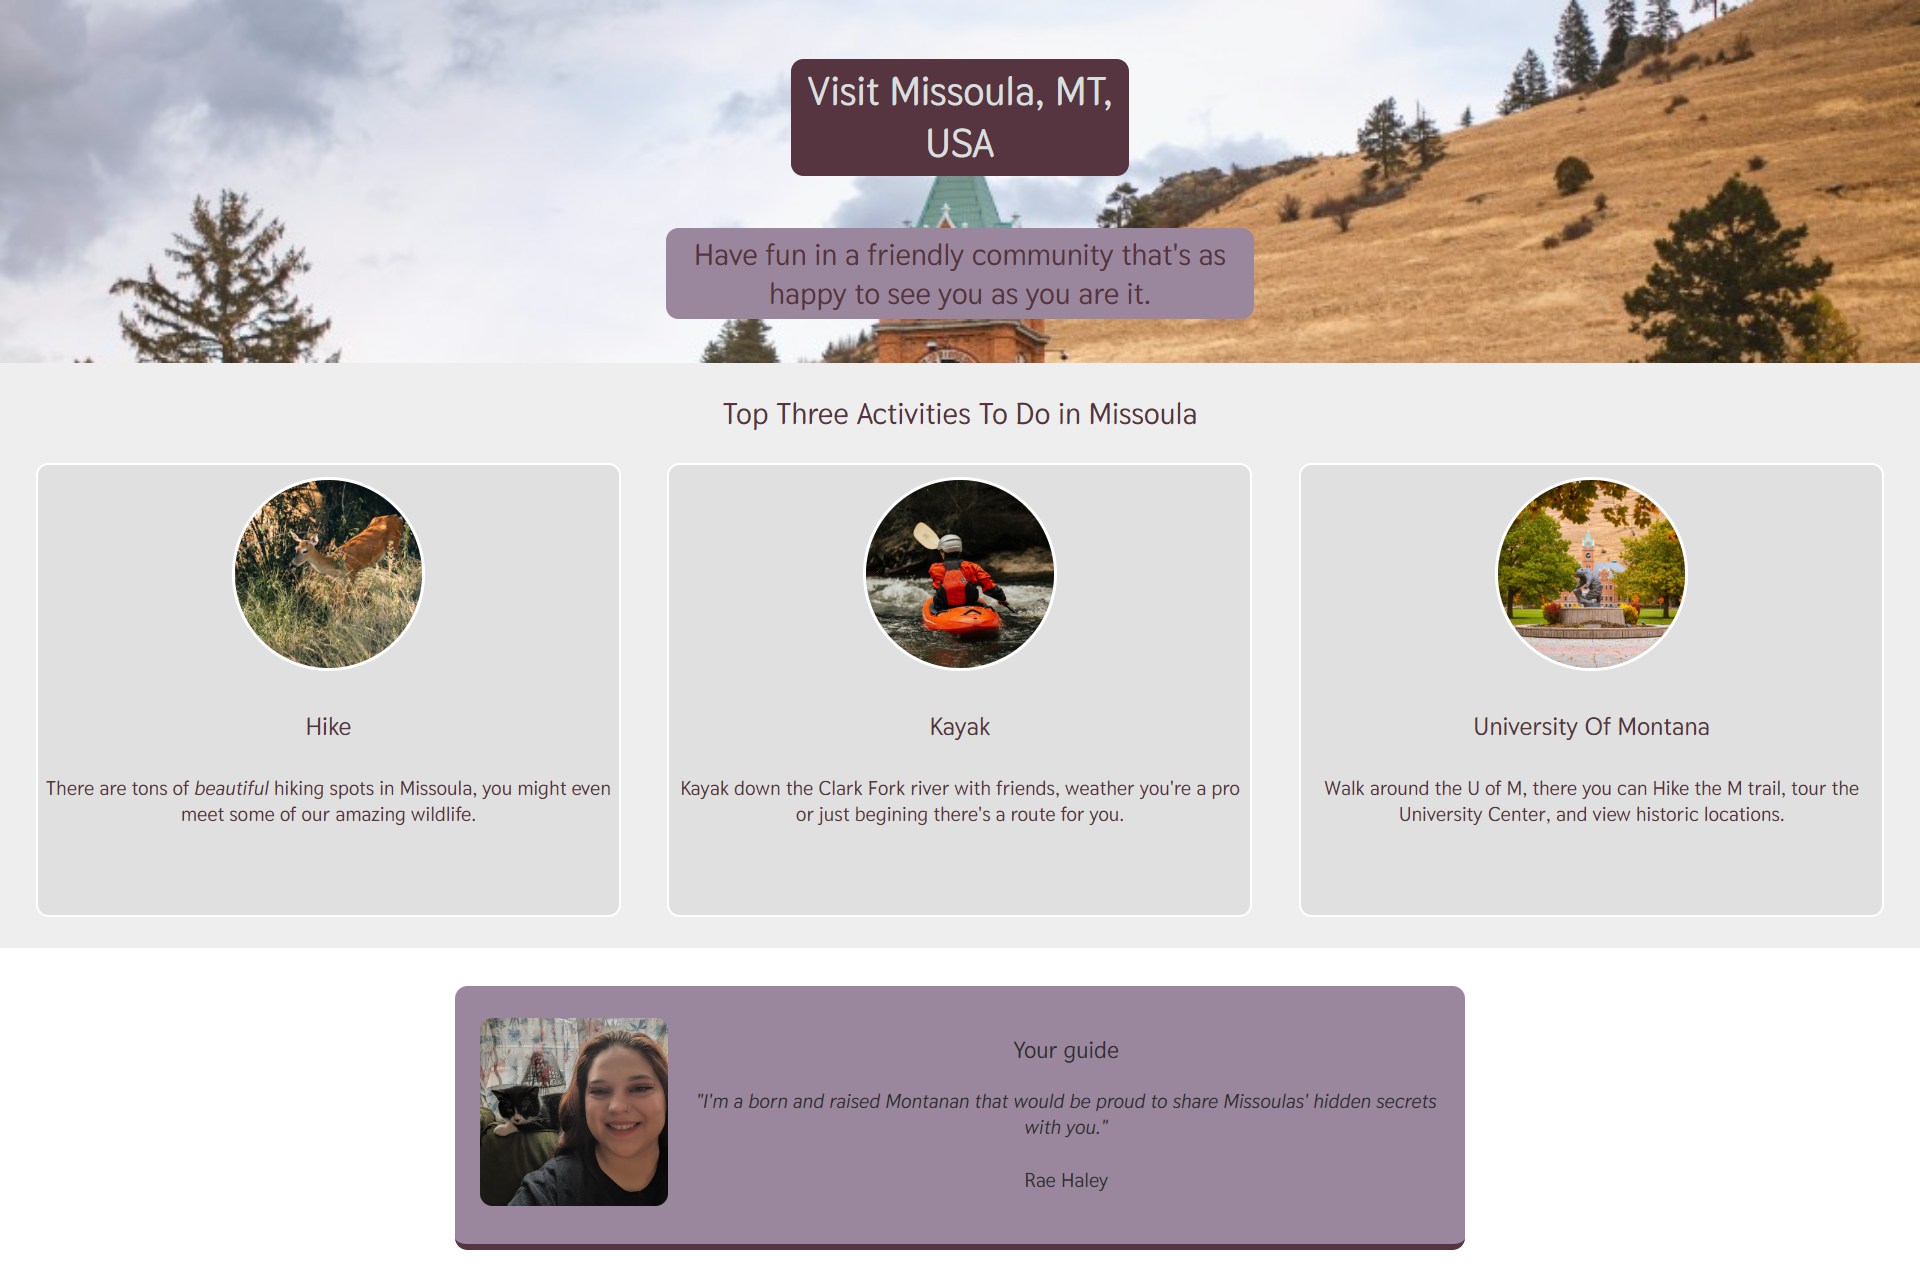 Visit Missoula, MT,
USA
Have fun in a friendly community that's as
happy to see you as you are it.
Top Three Activities To Do in Missoula
Hike
There are tons of beautiful hiking spots in Missoula, you might even
meet some of our amazing wildlife.
Kayak
Kayak down the Clark Fork river with friends, weather you're a pro
or just begining there's a route for you.
University Of Montana
Walk around the U of M, there you can Hike the M trail, tour the
University Center, and view historic locations.
Your guide
"I'm a born and raised Montanan that would be proud to share Missoulas' hidden secrets
with you."
Rae Haley